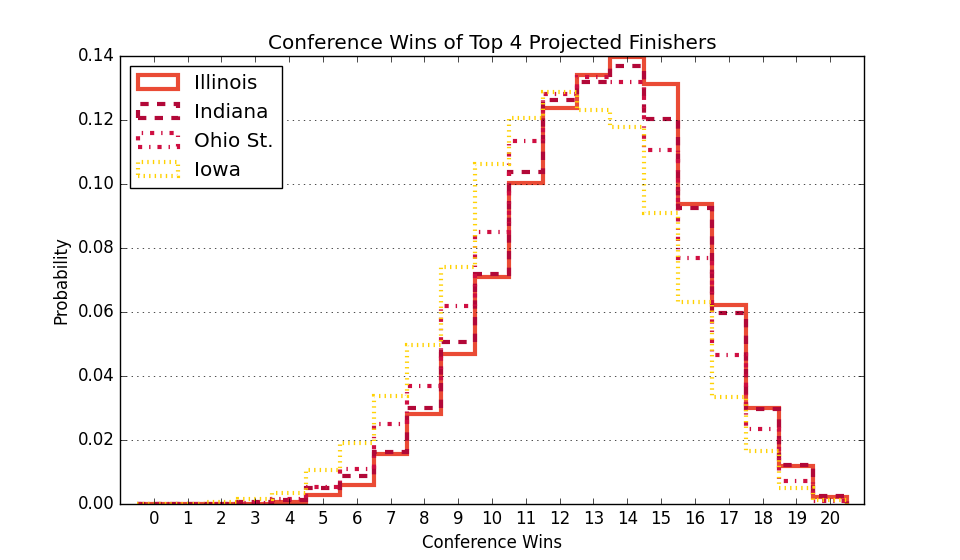 Conference Wins of Top 4 Projected Finishers
0.14
0.12
0.10
0.08
0.06
0.04
0.02
0.00
Probability
Illinois
Indiana
Ohio St.
Iowa
0 1 2 3 4 5 6 7 8 9 10 11 12 13 14 15 16 17 18 19 20
Conference Wins